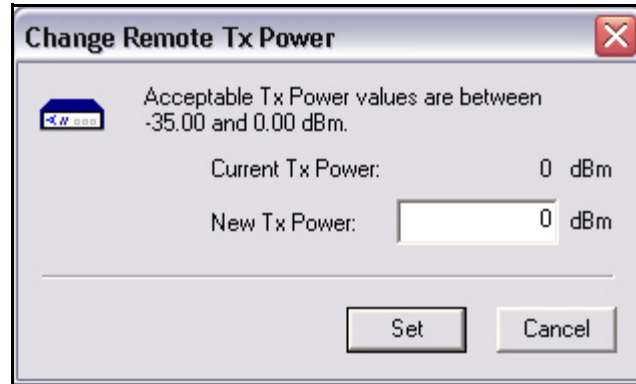 Change Remote Tx Power
Acceptable Tx Power values are between
-35.00 and 0.00 dBm.
Current Tx Power: 0 dBm
New Tx Power: 0 dBm
Set Cancel